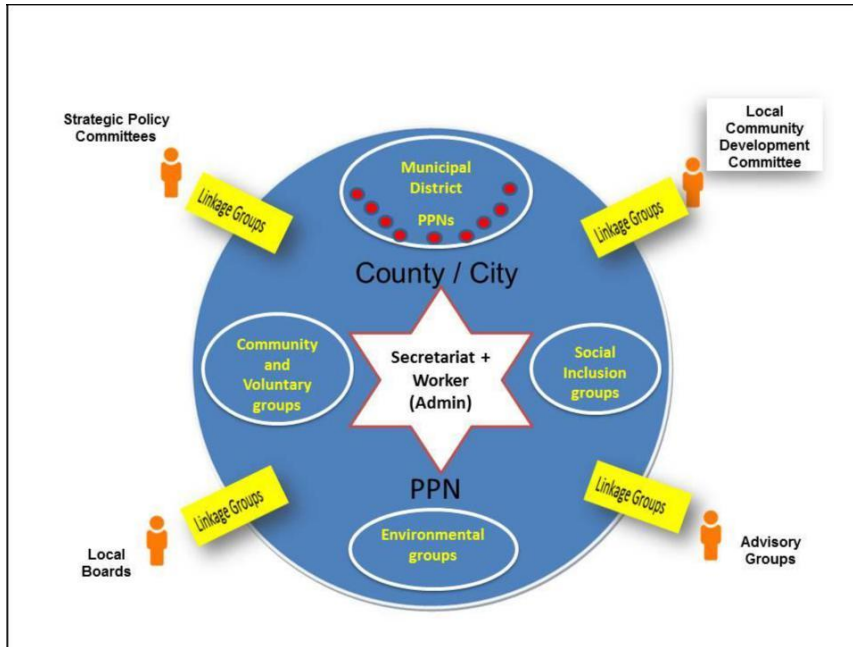 Strategic Policy
Committees
Local
Community
Development
Committee
Linkage Groups
Municipal
District
PPNs
Linkage Groups
County / City
Community
and
Voluntary
groups
Secretariat +
Worker
(Admin)
Social
Inclusion
groups
PPN
Linkage Groups
Linkage Groups
Environmental
groups
Local
Boards
Advisory
Groups